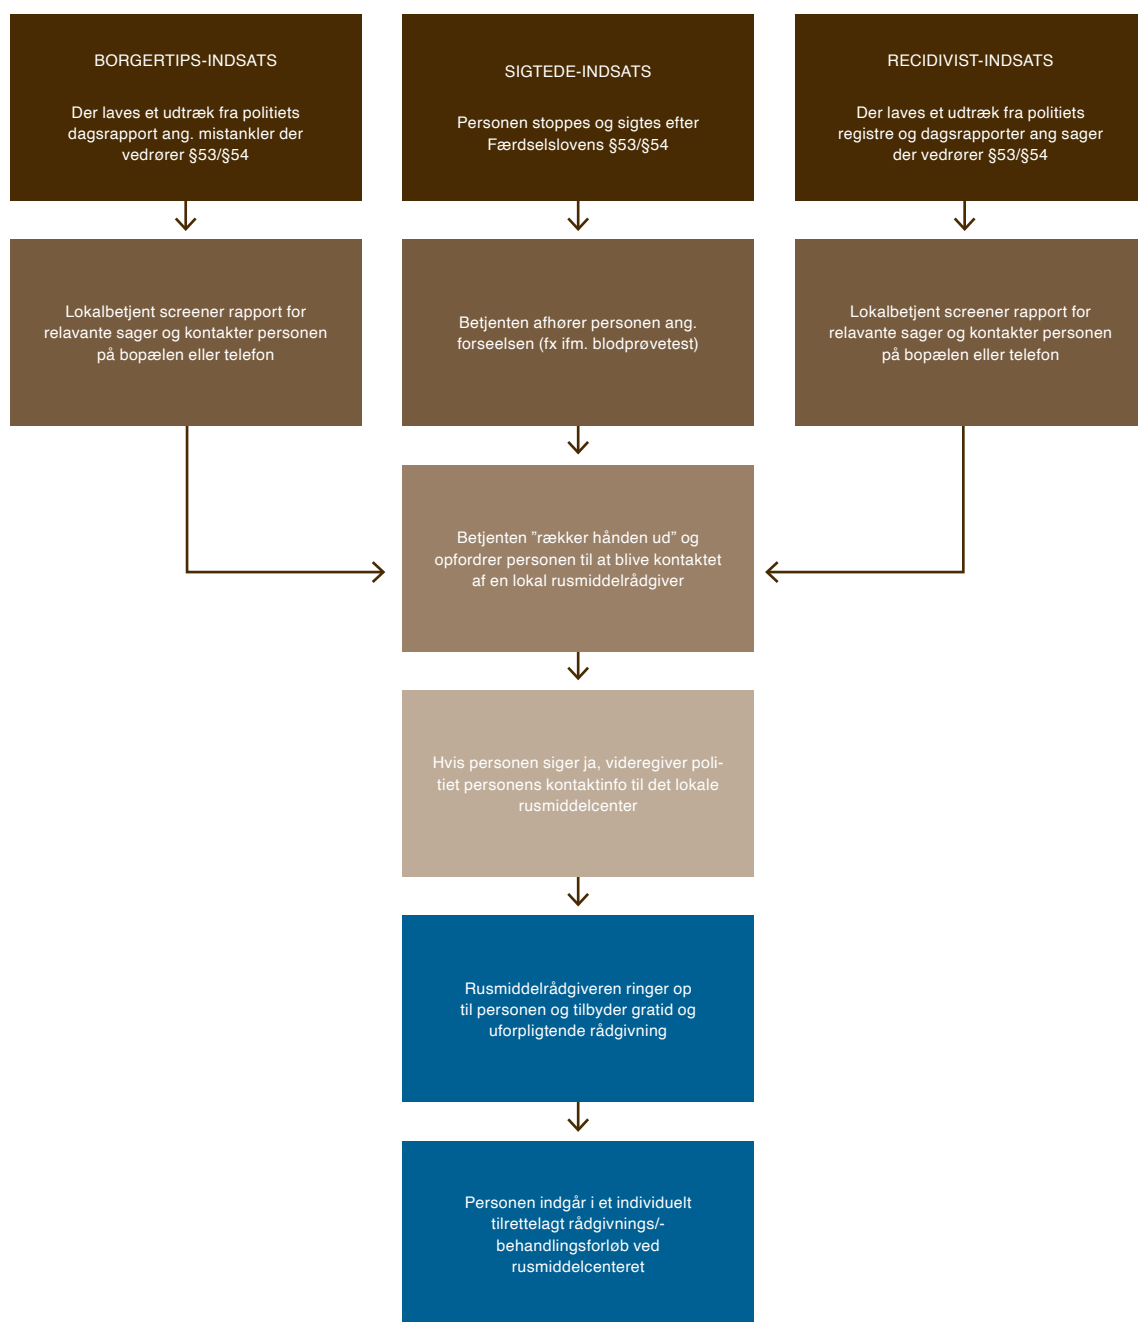 BORGERTIPS-INDSATS
Der laves et udtræk fra politiets
dagsrapport ang. mistankler der
vedrører §53/§54
SIGTEDE-INDSATS
Personen stoppes og sigtes efter
Færdselslovens §53/§54
RECIDIVIST-INDSATS
Der laves et udtræk fra politiets
registre og dagsrapporter ang sager
der vedrører §53/§54
Lokalbetjent screener rapport for
relavante sager og kontakter personen
på bopælen eller telefon
Betjenten afhører personen ang.
forseelsen (fx ifm. blodprøvetest)
Lokalbetjent screener rapport for
relavante sager og kontakter personen
på bopælen eller telefon
Betjenten ”rækker hånden ud” og
opfordrer personen til at blive kontaktet
af en lokal rusmiddelrådgiver
Hvis personen siger ja, videregiver poli-
tiet personens kontaktinfo til det lokale
rusmiddelcenter
Rusmiddelrådgiveren ringer op
til personen og tilbyder gratid og
uforpligtende rådgivning
Personen indgår i et individuelt
tilrettelagt rådgivnings/-
behandlingsforløb ved
rusmiddelcenteret